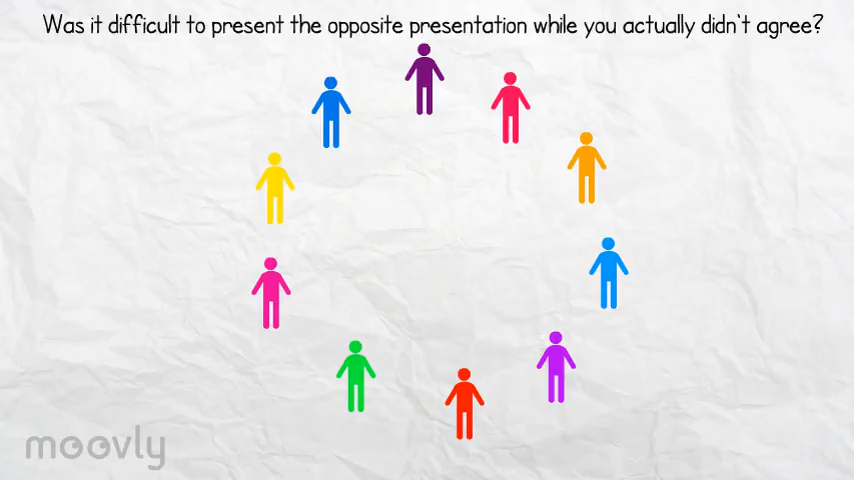 Was it difficult to present the opposite presentation while you actually didn't agree?
moovly